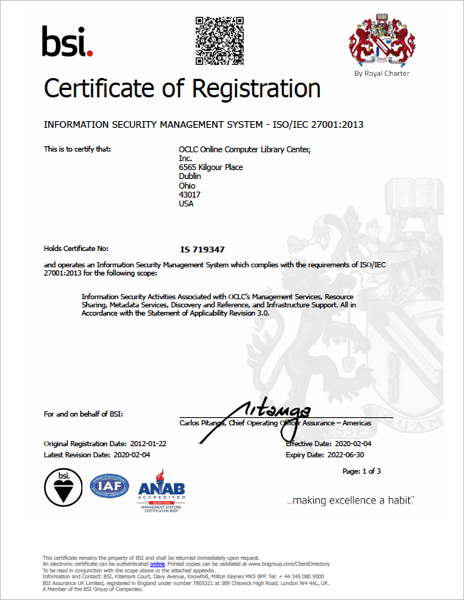 bsi.
By Royal Charter
Certificate of Registration
INFORMATION SECURITY MANAGEMENT SYSTEM - ISO/IEC 27001:2013
This is to certify that:
OCLC Online Computer Library Center,
Inc.
6565 Kilgour Place
Dublin
Ohio
43017
USA
Holds Certificate No:
IS 719347
and operates an Information Security Management System which complies with the requirements of ISO/IEC
27001:2013 for the following scope:
Information Security Activities Associated with OCLC's Management Services, Resource
Sharing, Metadata Services, Discovery and Reference, and Infrastructure Support. All in
Accordance with the Statement of Applicability Revision 3.0.
Pitanga
For and on behalf of BSI:
Carlos Pitanga, Chief Operating Officer Assurance – Americas
Original Registration Date: 2012-01-22
Effective Date: 2020-02-04
Latest Revision Date: 2020-02-04
Expiry Date: 2022-06-30
Page: 1 of 3
bsi.
IAF
ANAB
ACCREDITED
MANAGEMENT SYSTEMS
CERTIFICATION BODY
...making excellence a habit.™
This certificate remains the property of BSI and shall be returned immediately upon request.
An electronic certificate can be authenticated online. Printed copies can be validated at www.bsigroup.com/ClientDirectory
To be read in conjunction with the scope above or the attached appendix.
Information and Contact: BSI, Kitemark Court, Davy Avenue, Knowlhill, Milton Keynes MK5 8PP. Tel: + 44 345 080 9000
BSI Assurance UK Limited, registered in England under number 7805321 at 389 Chiswick High Road, London W4 4AL, UK.
A Member of the BSI Group of Companies.